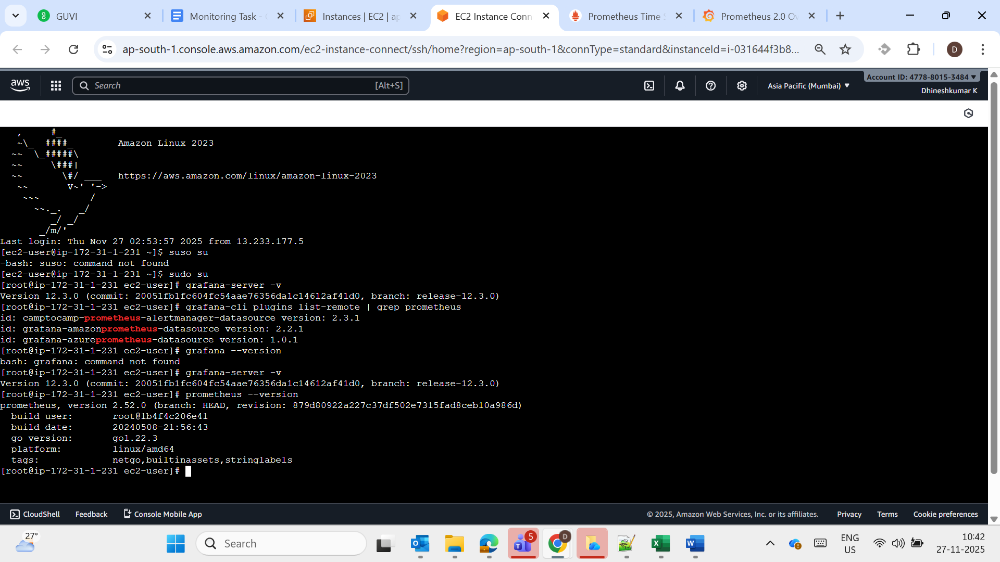 GUVI
Monitoring Task -
Instances | EC2 | ap
EC2 Instance Conn
Prometheus Time
Prometheus 2.0 Ov
ap-south-1.console.aws.amazon.com/ec2-instance-connect/ssh/home?region=ap-south-1&connType=standard&instanceId=i-031644f3b8...
D
aws
Search
[Alt+S]
Asia Pacific (Mumbai)
Account ID: 4778-8015-3484
Dhineshkumar K
   ,     #_
   ~\_  ####_        Amazon Linux 2023
  ~~  \_#####\
  ~~     \###|
  ~~       \#/ ___   https://aws.amazon.com/linux/amazon-linux-2023
   ~~       V~' '->
    ~~~         /
      ~~._.   _/
         _/ _/
       _/m/'
Last login: Thu Nov 27 02:53:57 2025 from 13.233.177.5
[ec2-user@ip-172-31-1-231 ~]$ suso su
-bash: suso: command not found
[ec2-user@ip-172-31-1-231 ~]$ sudo su
[root@ip-172-31-1-231 ec2-user]# grafana-server -v
Version 12.3.0 (commit: 20051fb1fc604fc54aae76356da1c14612af41d0, branch: release-12.3.0)
[root@ip-172-31-1-231 ec2-user]# grafana-cli plugins list-remote | grep prometheus
id: camptocamp-prometheus-alertmanager-datasource version: 2.3.1
id: grafana-amazonprometheus-datasource version: 2.2.1
id: grafana-azureprometheus-datasource version: 1.0.1
[root@ip-172-31-1-231 ec2-user]# grafana --version
bash: grafana: command not found
[root@ip-172-31-1-231 ec2-user]# grafana-server -v
Version 12.3.0 (commit: 20051fb1fc604fc54aae76356da1c14612af41d0, branch: release-12.3.0)
[root@ip-172-31-1-231 ec2-user]# prometheus --version
prometheus, version 2.52.0 (branch: HEAD, revision: 879d80922a227c37df502e7315fad8ceb10a986d)
  build user:       root@1b4f4c206e41
  build date:       20240508-21:56:43
  go version:       go1.22.3
  platform:         linux/amd64
  tags:             netgo,builtinassets,stringlabels
[root@ip-172-31-1-231 ec2-user]#
CloudShell
Feedback
Console Mobile App
© 2025, Amazon Web Services, Inc. or its affiliates.
Privacy
Terms
Cookie preferences
27°
Search
5
D
ENG
US
10:42
27-11-2025